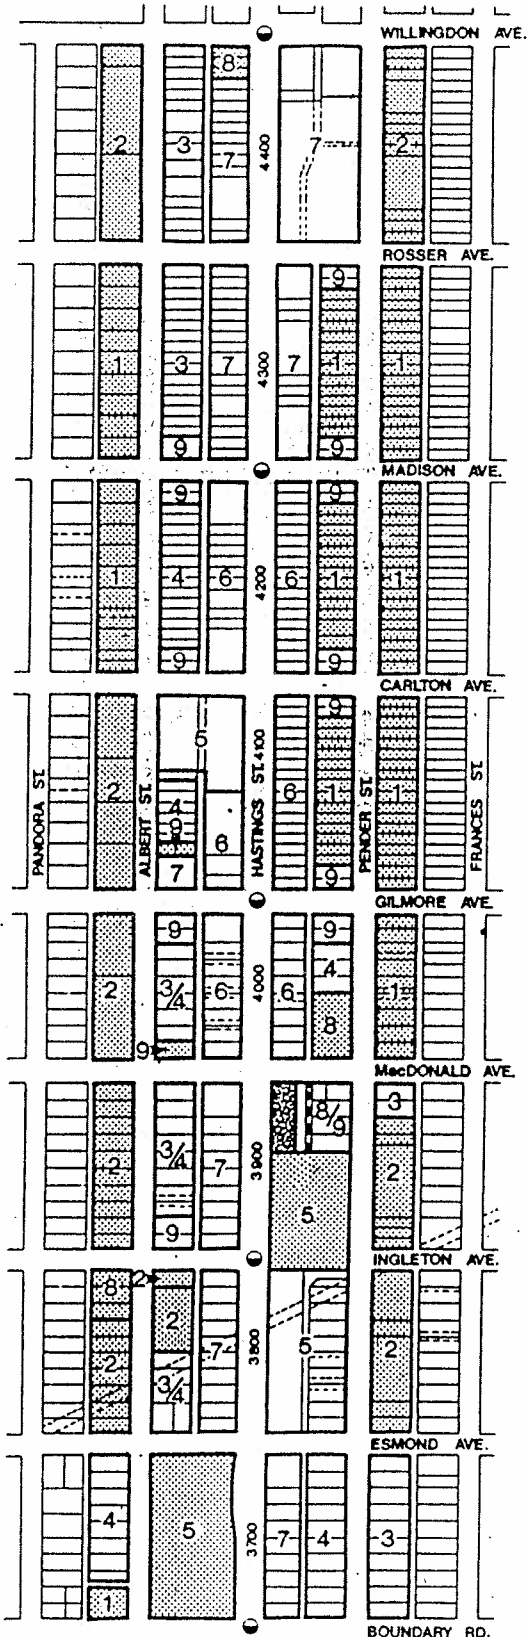 WILLINGDON AVE.
8
2 3 7 4400 7 2
ROSSER AVE.
9
1 3 7 4300 7 1 1
9 9
MADISON AVE.
9 9
1 4 6 4200 6 1 1
9 9
CARLTON AVE.
9
6
PANDORA ST. 2 ALBERT ST. 4 HASTINGS ST. 4100 6 1 PENDER ST. 1 FRANCES ST.
9
6
7 9
GILMORE AVE.
9 9
4
2 3/4 6 4000 6 1
8
9
MacDONALD AVE.
8/9 3
2 3/4 7 3900 2
5
9
INGLETON AVE.
8 2
2 2
2 3/4 7 3800 5
ESMOND AVE.
4 5 3700 7 4 3
1
BOUNDARY RD.